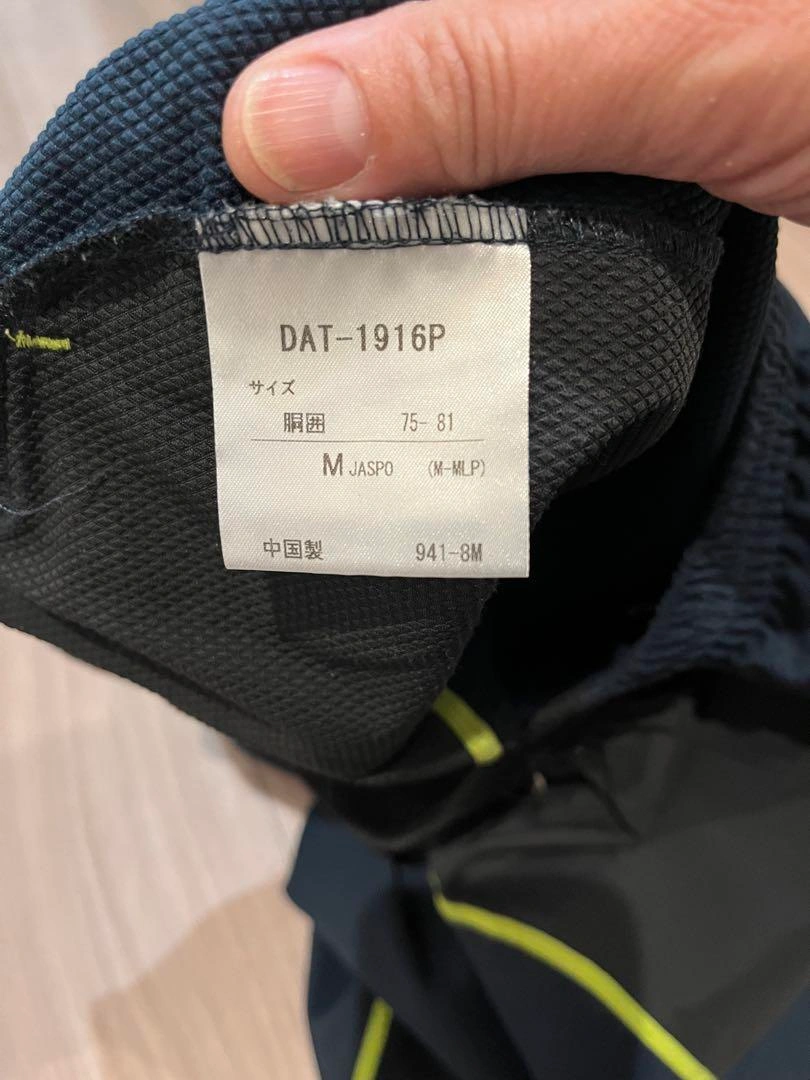 DAT-1916P
サイズ
胴囲 75- 81
M JASPO (M-MLP)
中国製 941-8M